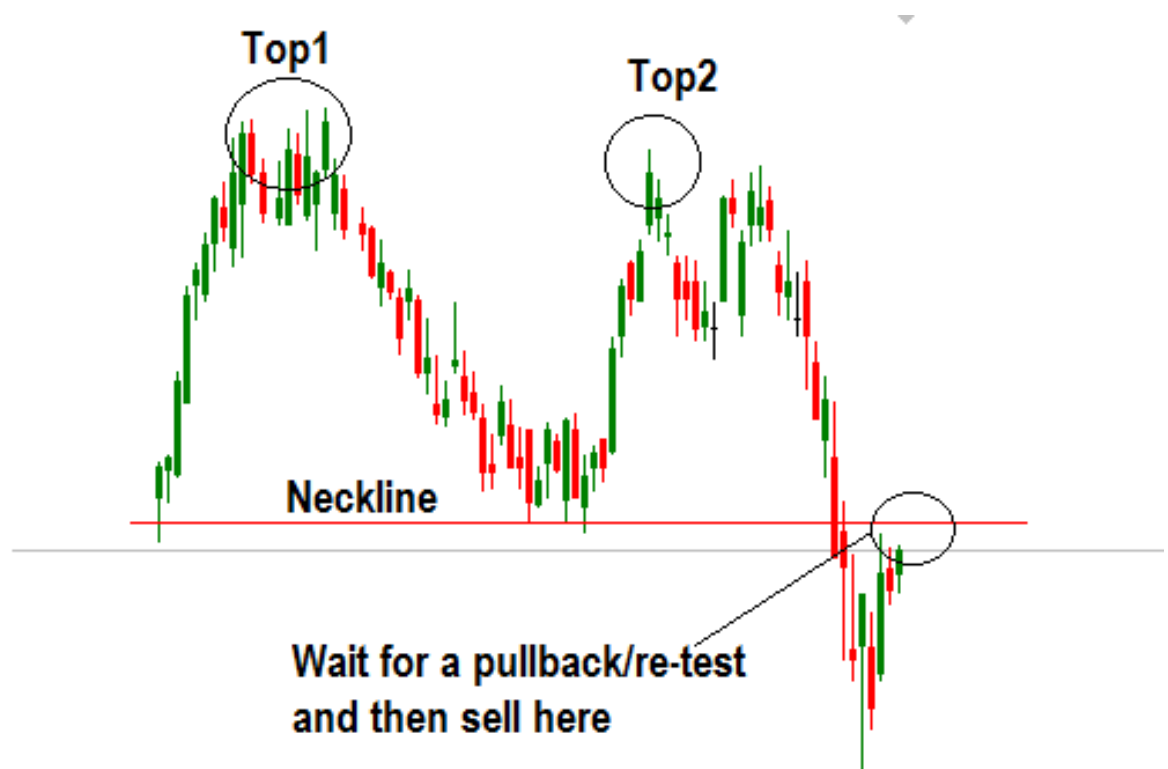 Top1
Top2
Neckline
Wait for a pullback/re-test
and then sell here